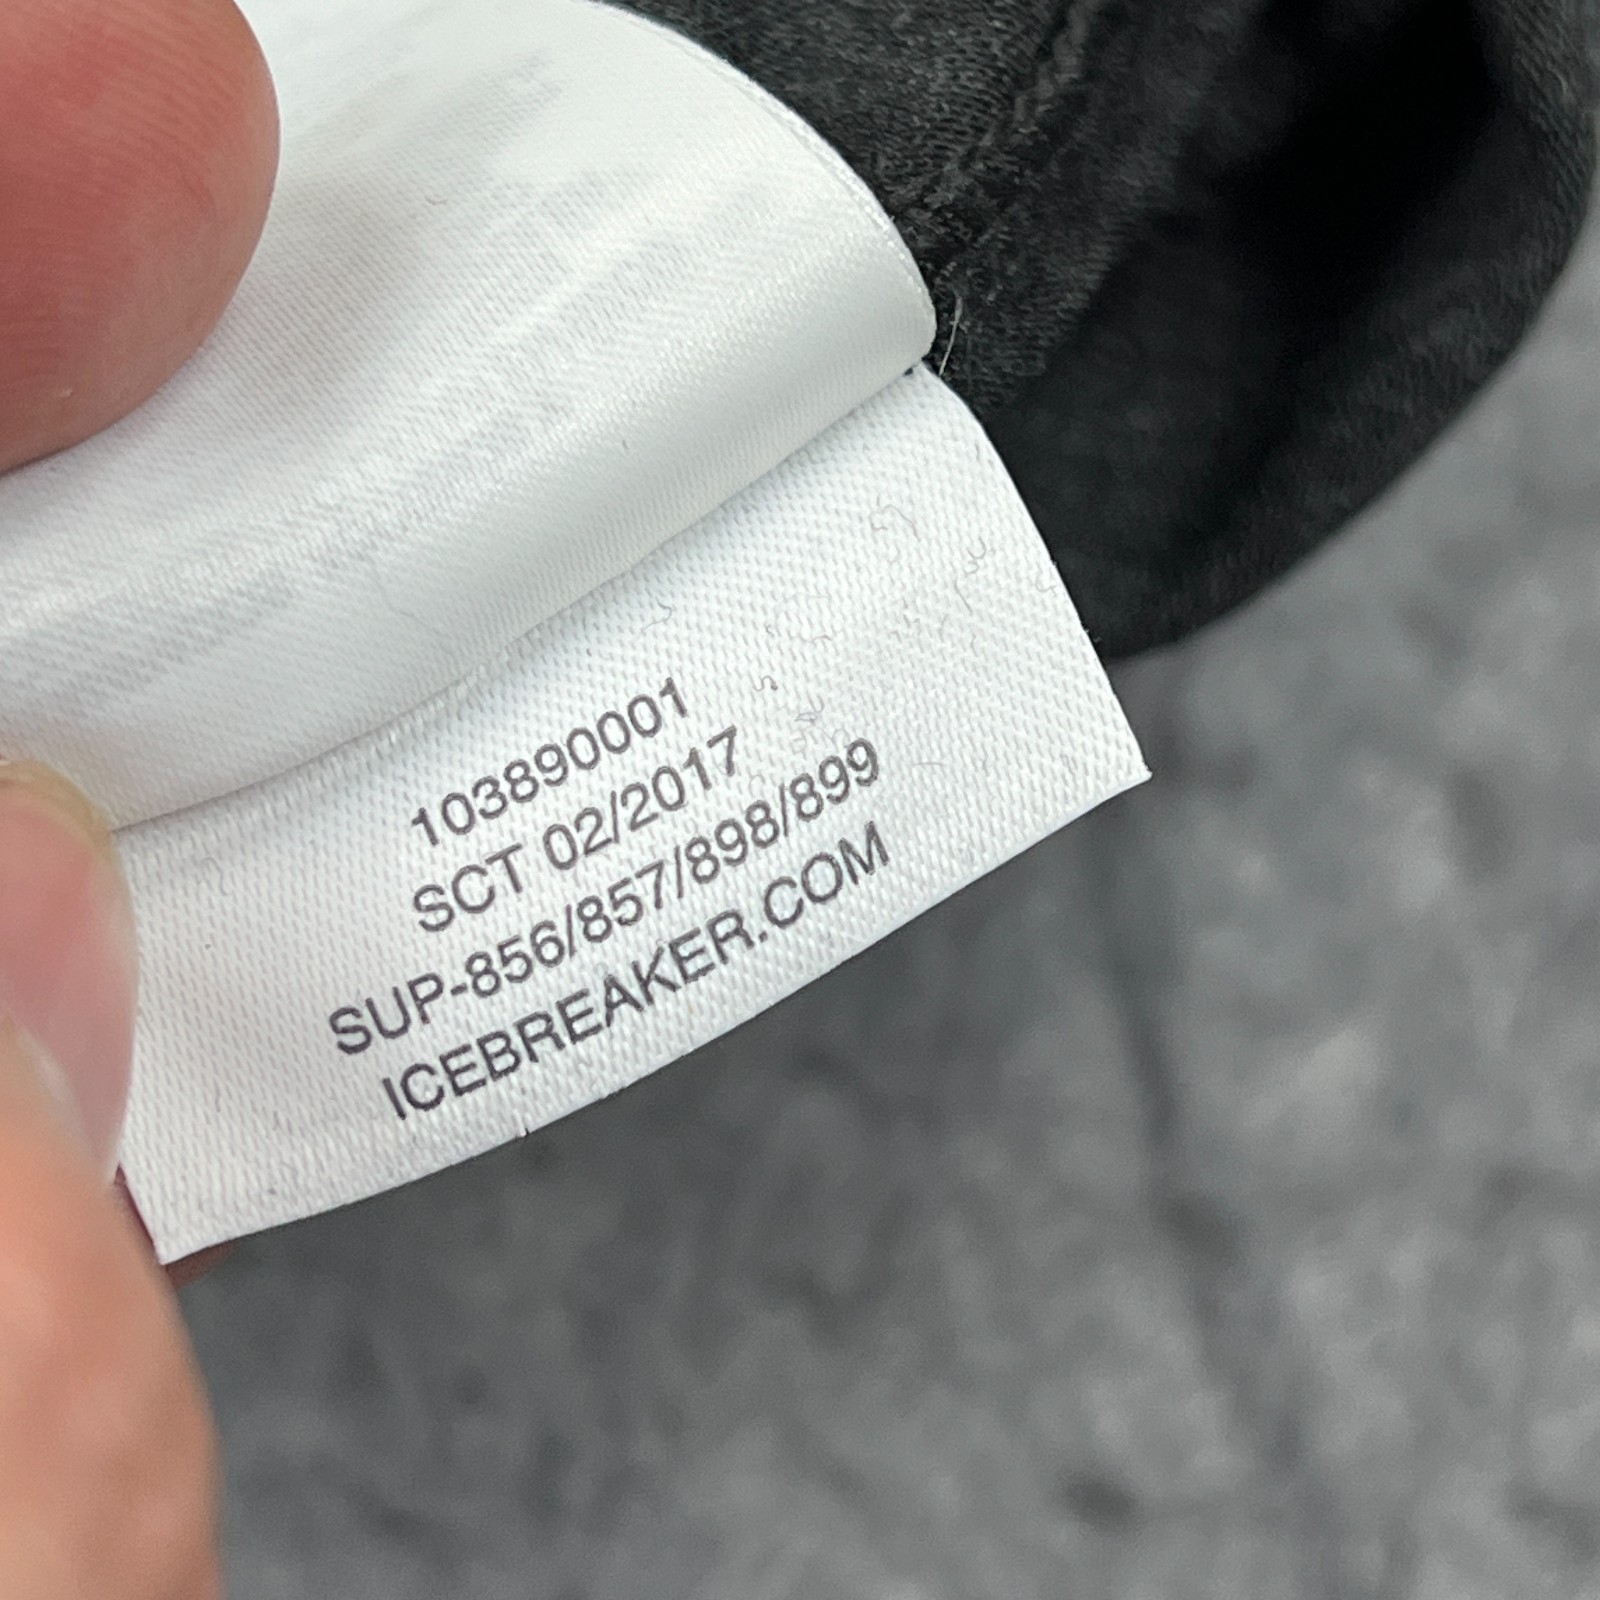 103890001
SCT 02/2017
SUP-856/857/898/899
ICEBREAKER.COM